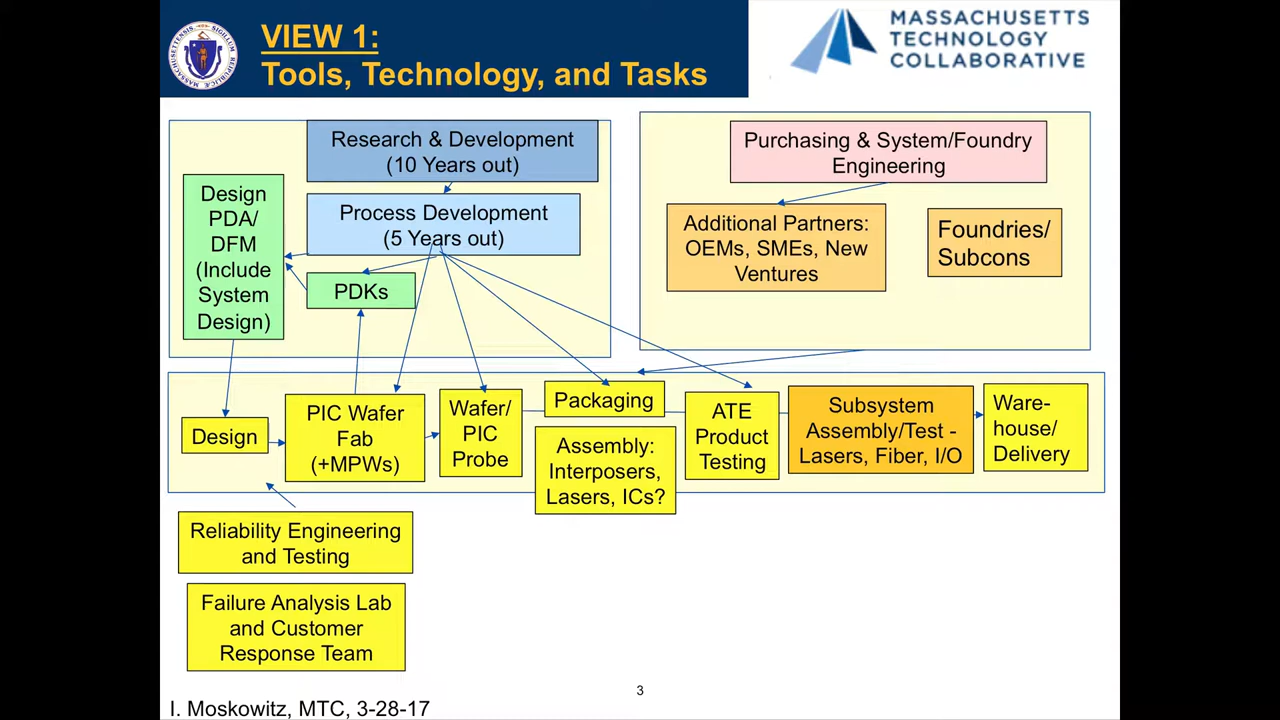 VIEW 1:
Tools, Technology, and Tasks
MASSACHUSETTS
TECHNOLOGY
COLLABORATIVE
Research & Development
(10 Years out)
Process Development
(5 Years out)
Design
PDA/
DFM
(Include
System
Design)
PDKs
Purchasing & System/Foundry
Engineering
Additional Partners:
OEMs, SMEs, New
Ventures
Foundries/
Subcons
Design
PIC Wafer
Fab
(+MPWs)
Wafer/
PIC
Probe
Packaging
Assembly:
Interposers,
Lasers, ICs?
ATE
Product
Testing
Subsystem
Assembly/Test -
Lasers, Fiber, I/O
Ware-
house/
Delivery
Reliability Engineering
and Testing
Failure Analysis Lab
and Customer
Response Team
3
I. Moskowitz, MTC, 3-28-17